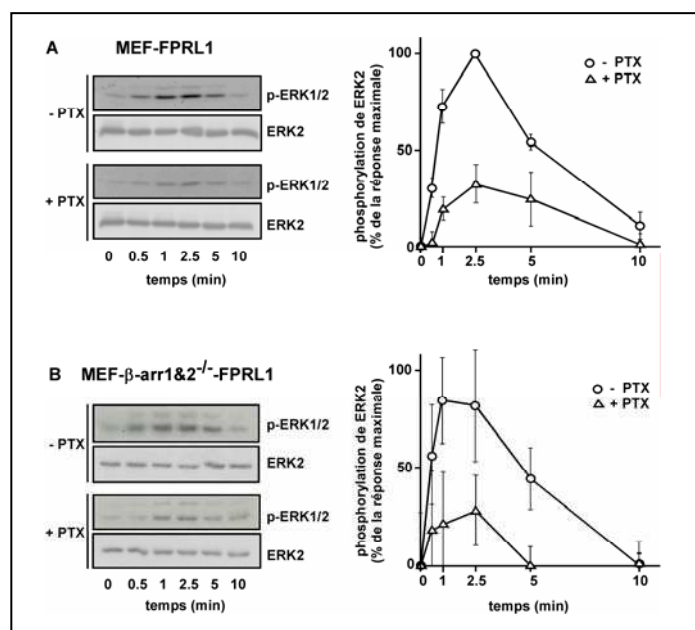 A MEF-FPRL1
- PTX
p-ERK1/2
ERK2
+ PTX
p-ERK1/2
ERK2
0 0.5 1 2.5 5 10
temps (min)
phosphorylation de ERK2
(% de la réponse maximale)
100
50
0
- PTX
+ PTX
0 1 2.5 5 10
temps (min)
B MEF-β-arr1&2-/--FPRL1
- PTX
p-ERK1/2
ERK2
+ PTX
p-ERK1/2
ERK2
0 0.5 1 2.5 5 10
temps (min)
phosphorylation de ERK2
(% de la réponse maximale)
100
50
0
- PTX
+ PTX
0 1 2.5 5 10
temps (min)